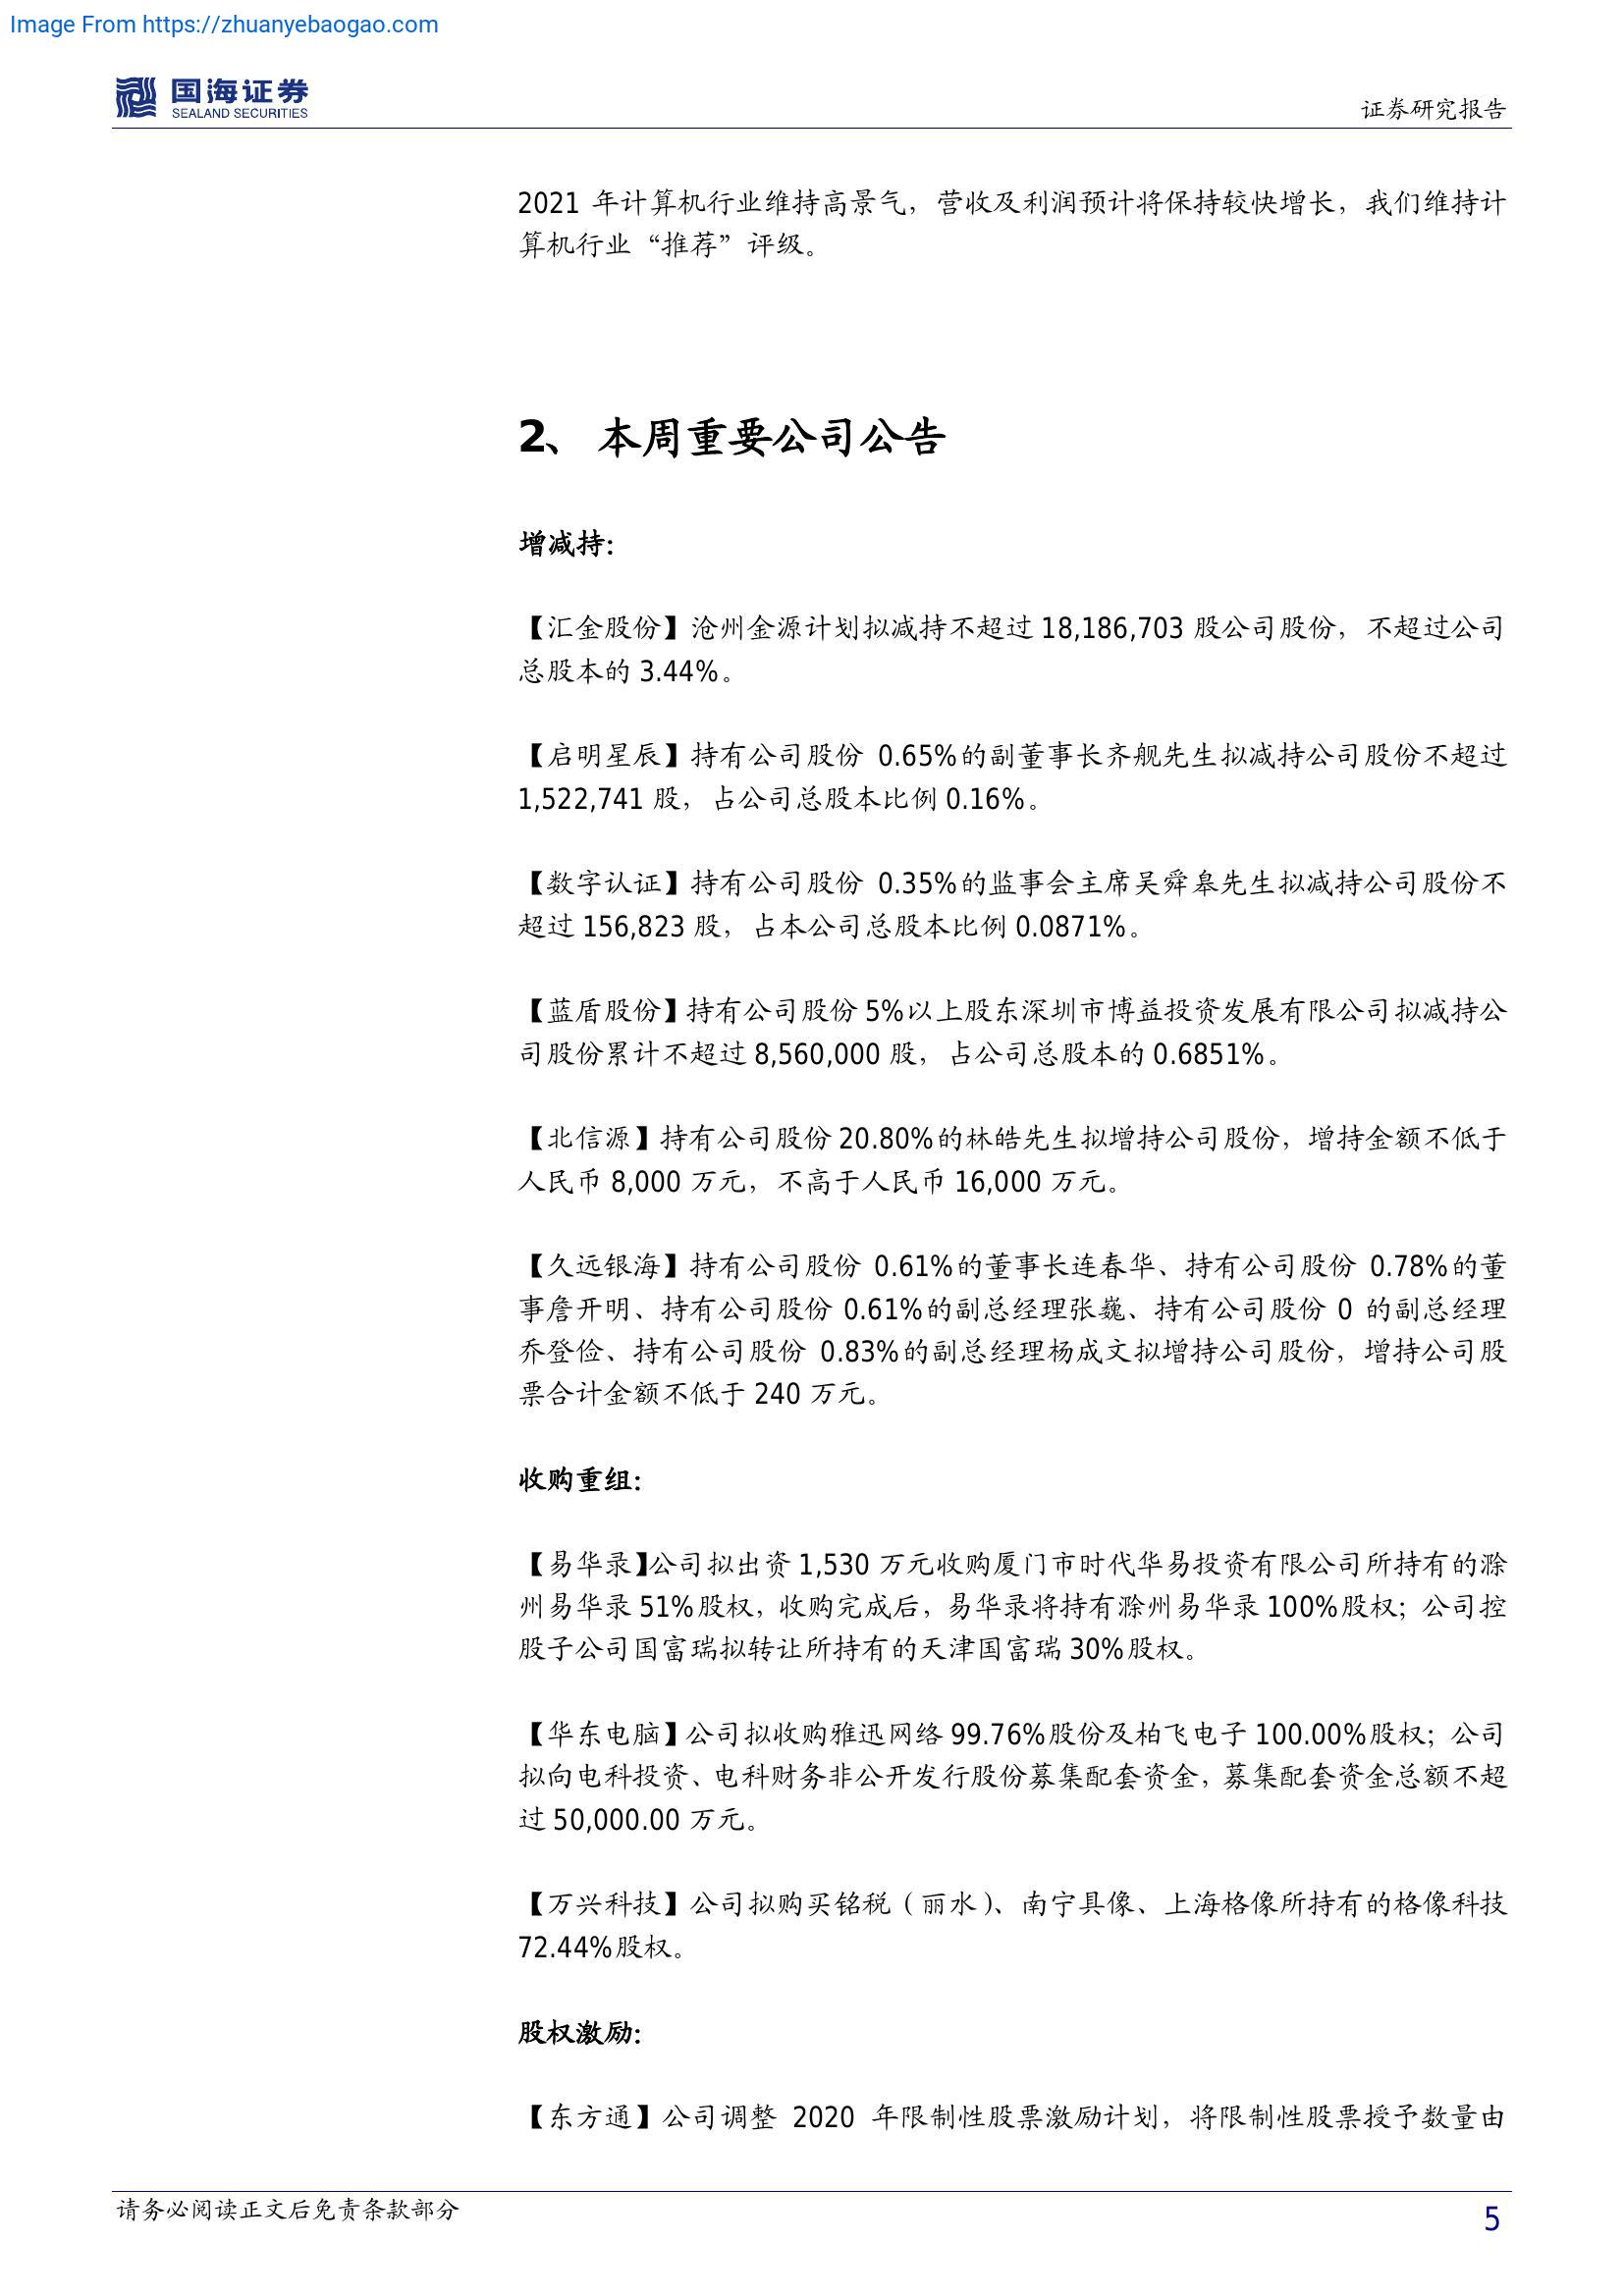 Image From https://zhuanyebaogao.com
国海证券
SEALAND SECURITIES
证券研究报告
2021 年计算机行业维持高景气，营收及利润预计将保持较快增长，我们维持计
算机行业“推荐”评级。
2、 本周重要公司公告
增减持：
【汇金股份】沧州金源计划拟减持不超过 18,186,703 股公司股份，不超过公司
总股本的 3.44%。
【启明星辰】持有公司股份 0.65%的副董事长齐舰先生拟减持公司股份不超过
1,522,741 股，占公司总股本比例 0.16%。
【数字认证】持有公司股份 0.35%的监事会主席吴舜皋先生拟减持公司股份不
超过 156,823 股，占本公司总股本比例 0.0871%。
【蓝盾股份】持有公司股份 5%以上股东深圳市博益投资发展有限公司拟减持公
司股份累计不超过 8,560,000 股，占公司总股本的 0.6851%。
【北信源】持有公司股份 20.80%的林皓先生拟增持公司股份，增持金额不低于
人民币 8,000 万元，不高于人民币 16,000 万元。
【久远银海】持有公司股份 0.61%的董事长连春华、持有公司股份 0.78%的董
事詹开明、持有公司股份 0.61%的副总经理张巍、持有公司股份 0 的副总经理
乔登俭、持有公司股份 0.83%的副总经理杨成文拟增持公司股份，增持公司股
票合计金额不低于 240 万元。
收购重组：
【易华录】公司拟出资 1,530 万元收购厦门市时代华易投资有限公司所持有的滁
州易华录 51%股权，收购完成后，易华录将持有滁州易华录 100%股权；公司控
股子公司国富瑞拟转让所持有的天津国富瑞 30%股权。
【华东电脑】公司拟收购雅迅网络 99.76%股份及柏飞电子 100.00%股权；公司
拟向电科投资、电科财务非公开发行股份募集配套资金，募集配套资金总额不超
过 50,000.00 万元。
【万兴科技】公司拟购买铭税（丽水）、南宁具像、上海格像所持有的格像科技
72.44%股权。
股权激励：
【东方通】公司调整 2020 年限制性股票激励计划，将限制性股票授予数量由
请务必阅读正文后免责条款部分
5